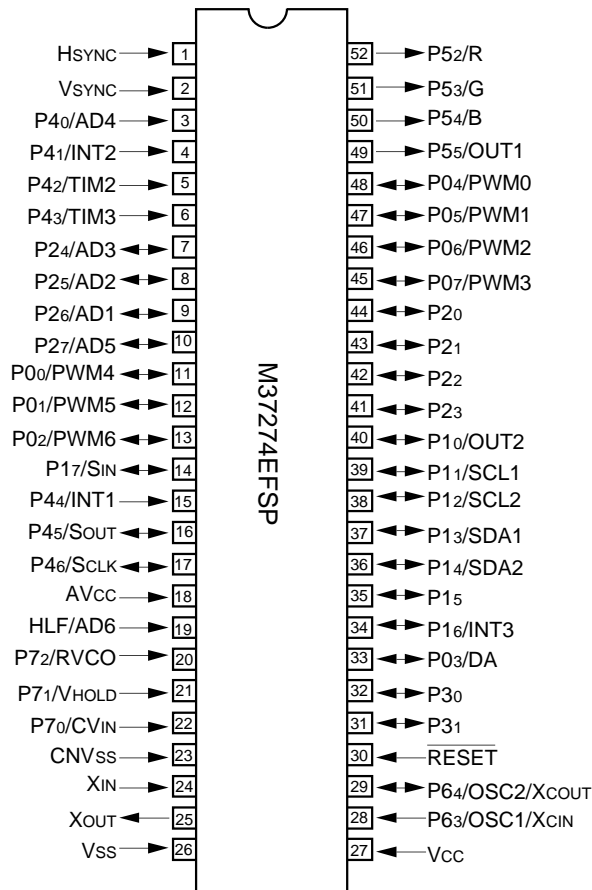 HSYNC 1
VSYNC 2
P40/AD4 3
P41/INT2 4
P42/TIM2 5
P43/TIM3 6
P24/AD3 7
P25/AD2 8
P26/AD1 9
P27/AD5 10
P00/PWM4 11
P01/PWM5 12
P02/PWM6 13
P17/SIN 14
P44/INT1 15
P45/SOUT 16
P46/SCLK 17
AVCC 18
HLF/AD6 19
P72/RVCO 20
P71/VHOLD 21
P70/CVIN 22
CNVSS 23
XIN 24
XOUT 25
VSS 26
M37274EFSP
52 P52/R
51 P53/G
50 P54/B
49 P55/OUT1
48 P04/PWM0
47 P05/PWM1
46 P06/PWM2
45 P07/PWM3
44 P20
43 P21
42 P22
41 P23
40 P10/OUT2
39 P11/SCL1
38 P12/SCL2
37 P13/SDA1
36 P14/SDA2
35 P15
34 P16/INT3
33 P03/DA
32 P30
31 P31
30 RESET
29 P64/OSC2/XCOUT
28 P63/OSC1/XCIN
27 VCC